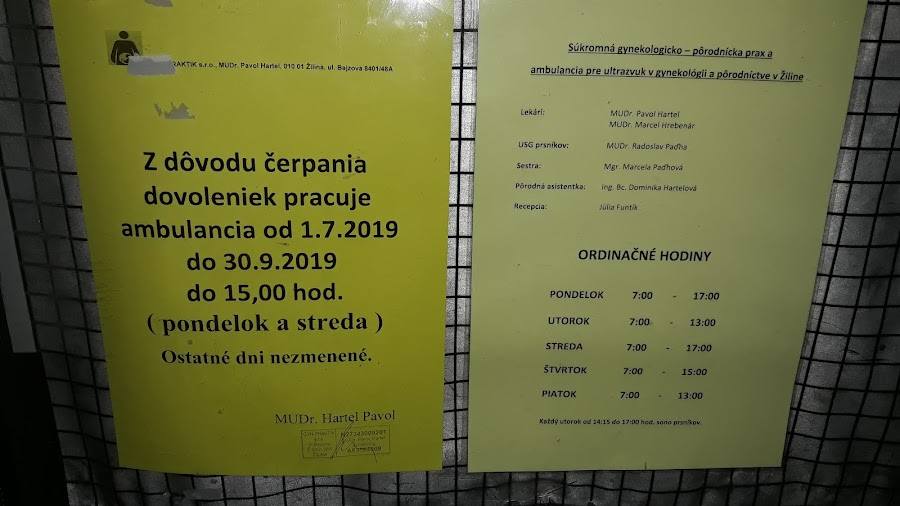 RAKTIK s.r.o., MUDr. Pavol Hartel, 010 01 Žilina, ul. Bajzova 8401/48A
Z dôvodu čerpania
dovoleniek pracuje
ambulancia od 1.7.2019
do 30.9.2019
do 15,00 hod.
( pondelok a streda )
Ostatné dni nezmenené.
MUDr. Hartel Pavol
Súkromná gynekologicko – pôrodnícka prax a
ambulancia pre ultrazvuk v gynekológii a pôrodníctve v Žiline
Lekári: MUDr. Pavol Hartel
MUDr. Marcel Hrebenár
USG prsníkov: MUDr. Radoslav Paďha
Sestra: Mgr. Marcela Paďhová
Pôrodná asistentka: Ing. Bc. Dominika Hartelová
Recepcia: Júlia Funtík
ORDINAČNÉ HODINY
PONDELOK 7:00 - 17:00
UTOROK 7:00 - 13:00
STREDA 7:00 - 17:00
ŠTVRTOK 7:00 - 15:00
PIATOK 7:00 - 13:00
Každý utorok od 14:15 do 17:00 hod. sono prsníkov.